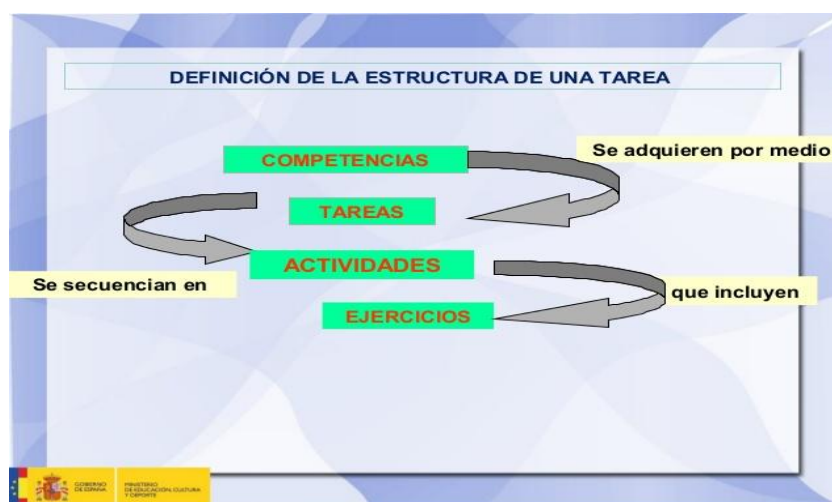 DEFINICIÓN DE LA ESTRUCTURA DE UNA TAREA
COMPETENCIAS
Se adquieren por medio
TAREAS
ACTIVIDADES
Se secuencian en
que incluyen
EJERCICIOS
GOBIERNO
DE ESPAÑA
MINISTERIO
DE EDUCACIÓN, CULTURA
Y DEPORTE